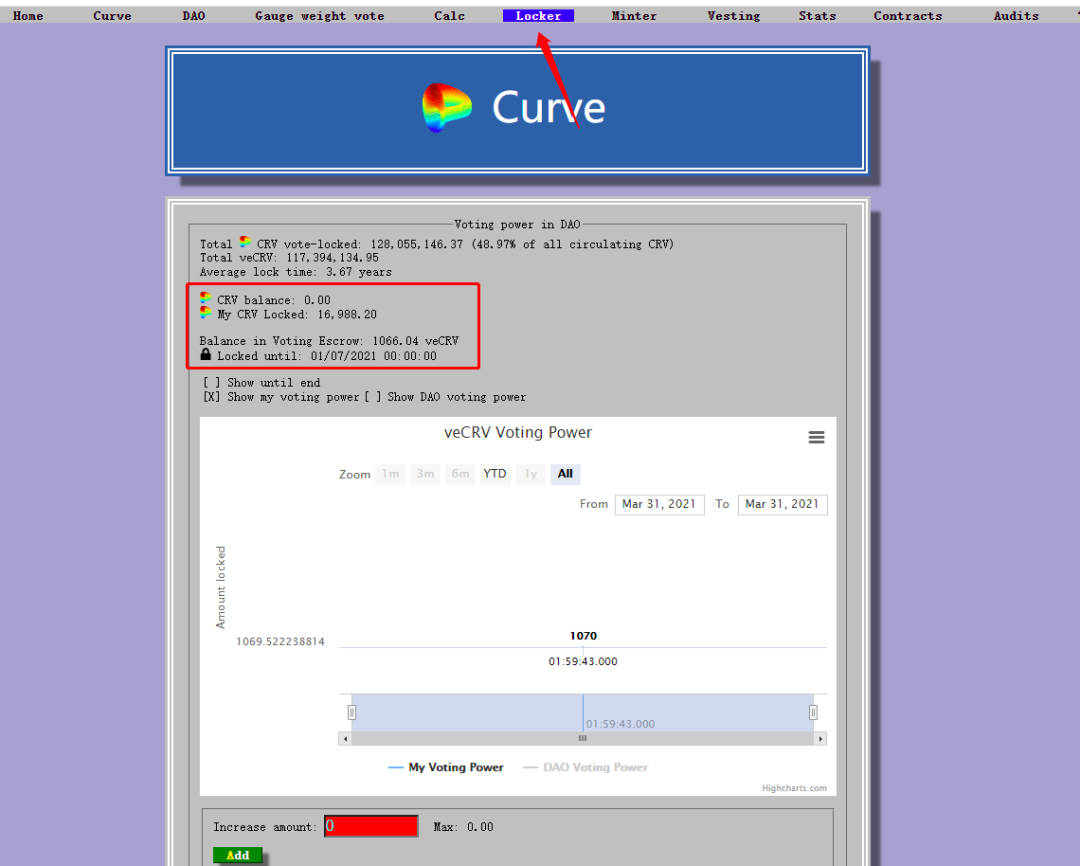 Home Curve DAO Gauge weight vote Calc Locker Minter Vesting Stats Contracts Audits
Curve
Voting power in DAO
Total CRV vote-locked: 128,055,146.37 (48.97% of all circulating CRV)
Total veCRV: 117,394,134.95
Average lock time: 3.67 years
CRV balance: 0.00
My CRV Locked: 16,988.20
Balance in Voting Escrow: 1066.04 veCRV
Locked until: 01/07/2021 00:00:00
[ ] Show until end
[X] Show my voting power [ ] Show DAO voting power
veCRV Voting Power
Zoom 1m 3m 6m YTD 1y All
From Mar 31, 2021 To Mar 31, 2021
Amount locked
1070
1069.522238814
01:59:43.000
01:59:43.000
My Voting Power DAO Voting Power
Highcharts.com
Increase amount: 0 Max: 0.00
Add